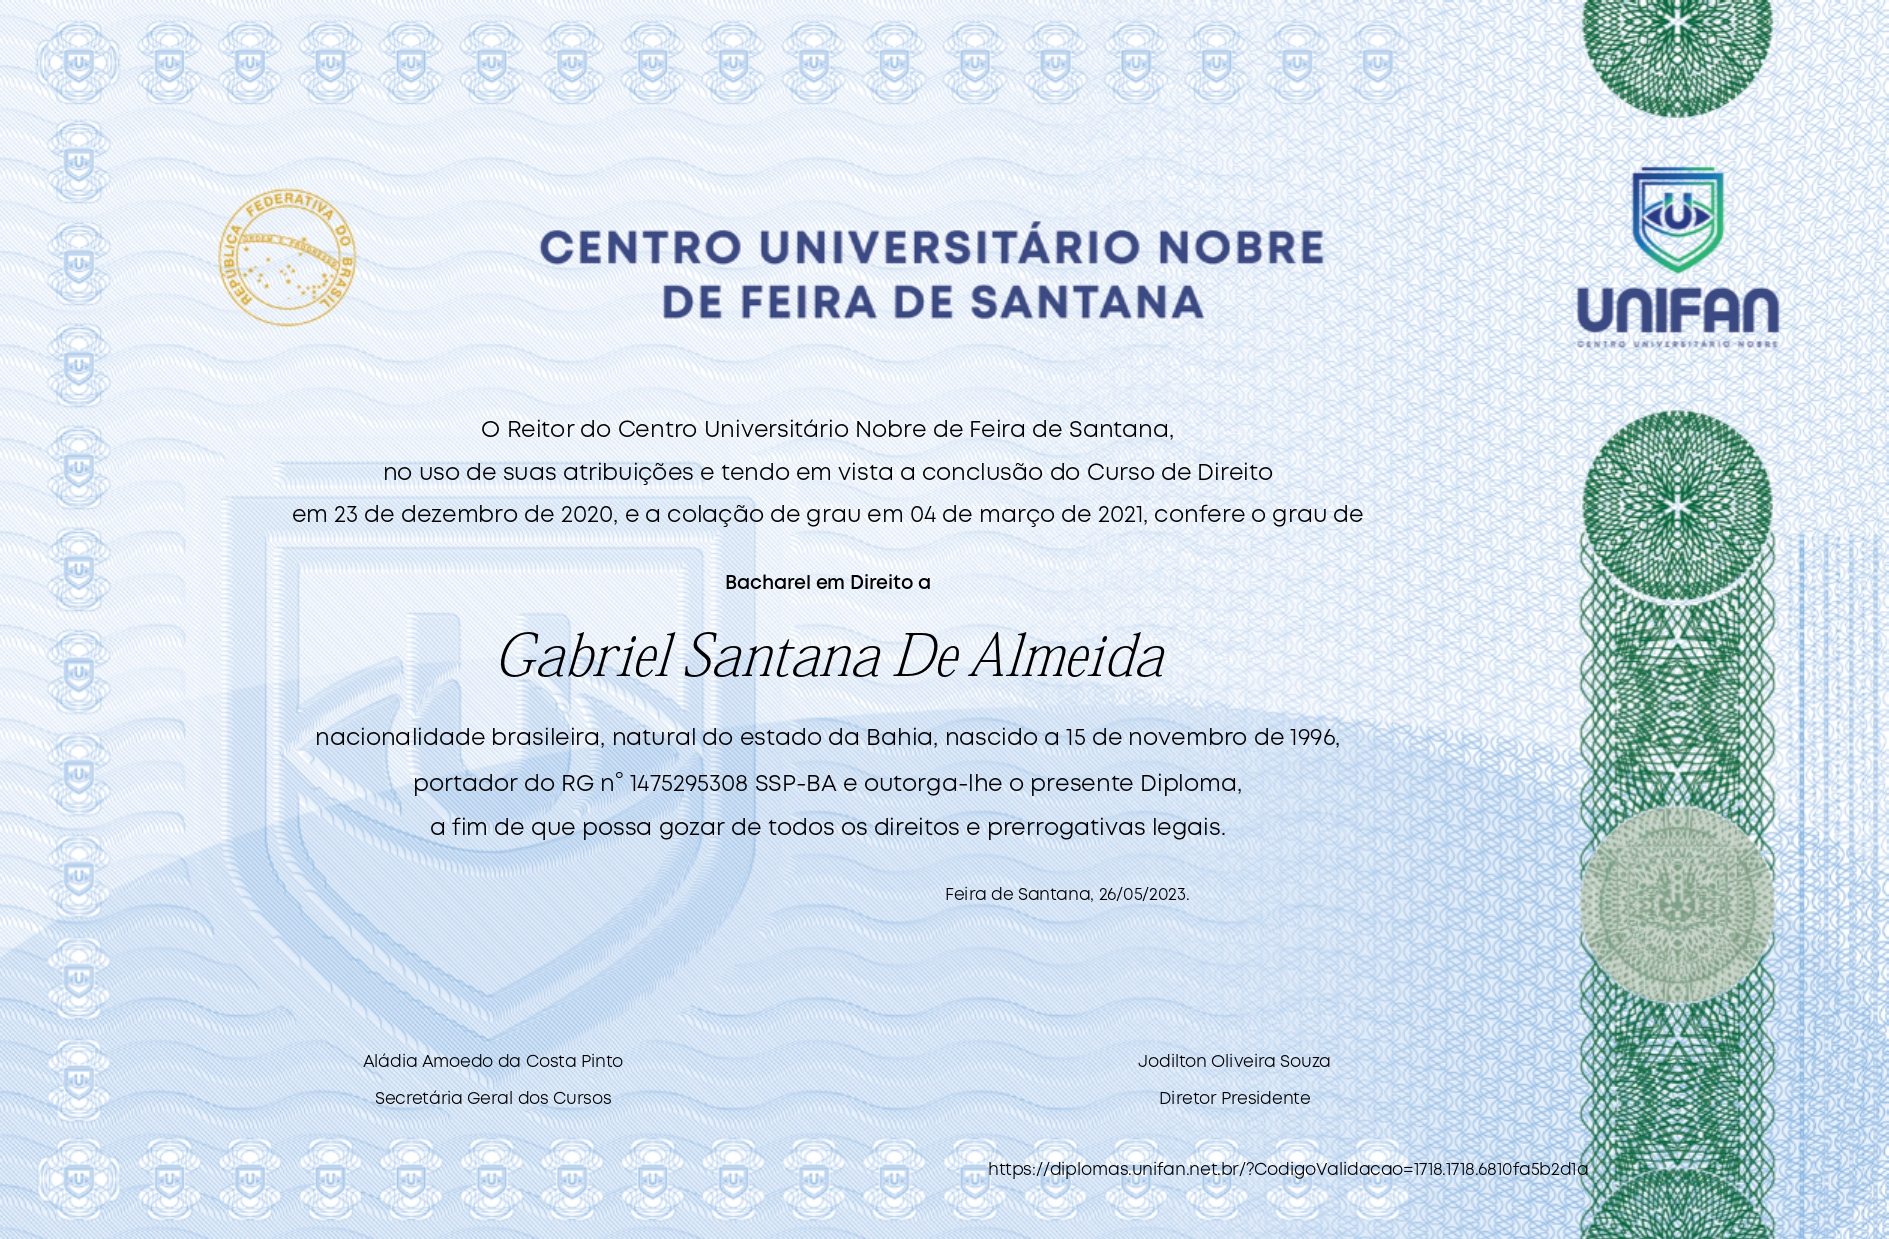 REPÚBLICA FEDERATIVA DO BRASIL
ORDEM E PROGRESSO
CENTRO UNIVERSITÁRIO NOBRE
DE FEIRA DE SANTANA
U
UNIFAN
CENTRO UNIVERSITÁRIO NOBRE
O Reitor do Centro Universitário Nobre de Feira de Santana,
no uso de suas atribuições e tendo em vista a conclusão do Curso de Direito
em 23 de dezembro de 2020, e a colação de grau em 04 de março de 2021, confere o grau de
Bacharel em Direito a
Gabriel Santana De Almeida
nacionalidade brasileira, natural do estado da Bahia, nascido a 15 de novembro de 1996,
portador do RG n° 1475295308 SSP-BA e outorga-lhe o presente Diploma,
a fim de que possa gozar de todos os direitos e prerrogativas legais.
Feira de Santana, 26/05/2023.
Aládia Amoedo da Costa Pinto
Secretária Geral dos Cursos
Jodilton Oliveira Souza
Diretor Presidente
https://diplomas.unifan.net.br/?CodigoValidacao=1718.1718.6810fa5b2d1a